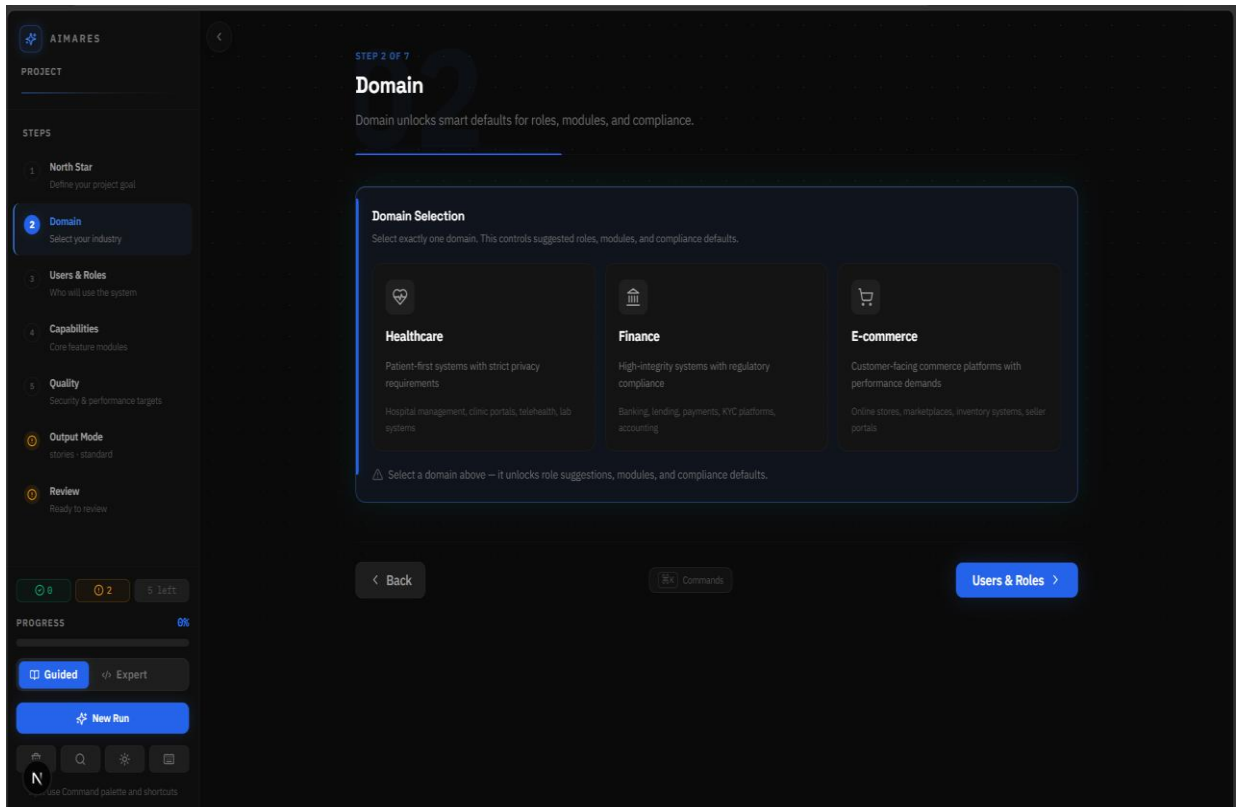 AIMARES
PROJECT
STEPS
1
North Star
Define your project goal
2
Domain
Select your industry
3
Users & Roles
Who will use the system
4
Capabilities
Core feature modules
5
Quality
Security & performance targets
Output Mode
stories · standard
Review
Ready to review
0
2
5 left
PROGRESS
0%
Guided
</> Expert
New Run
N
use Command palette and shortcuts
02
STEP 2 OF 7
Domain
Domain unlocks smart defaults for roles, modules, and compliance.
Domain Selection
Select exactly one domain. This controls suggested roles, modules, and compliance defaults.
Healthcare
Patient-first systems with strict privacy
requirements
Hospital management, clinic portals, telehealth, lab
systems
Finance
High-integrity systems with regulatory
compliance
Banking, lending, payments, KYC platforms,
accounting
E-commerce
Customer-facing commerce platforms with
performance demands
Online stores, marketplaces, inventory systems, seller
portals
Select a domain above — it unlocks role suggestions, modules, and compliance defaults.
Back
Commands
Users & Roles